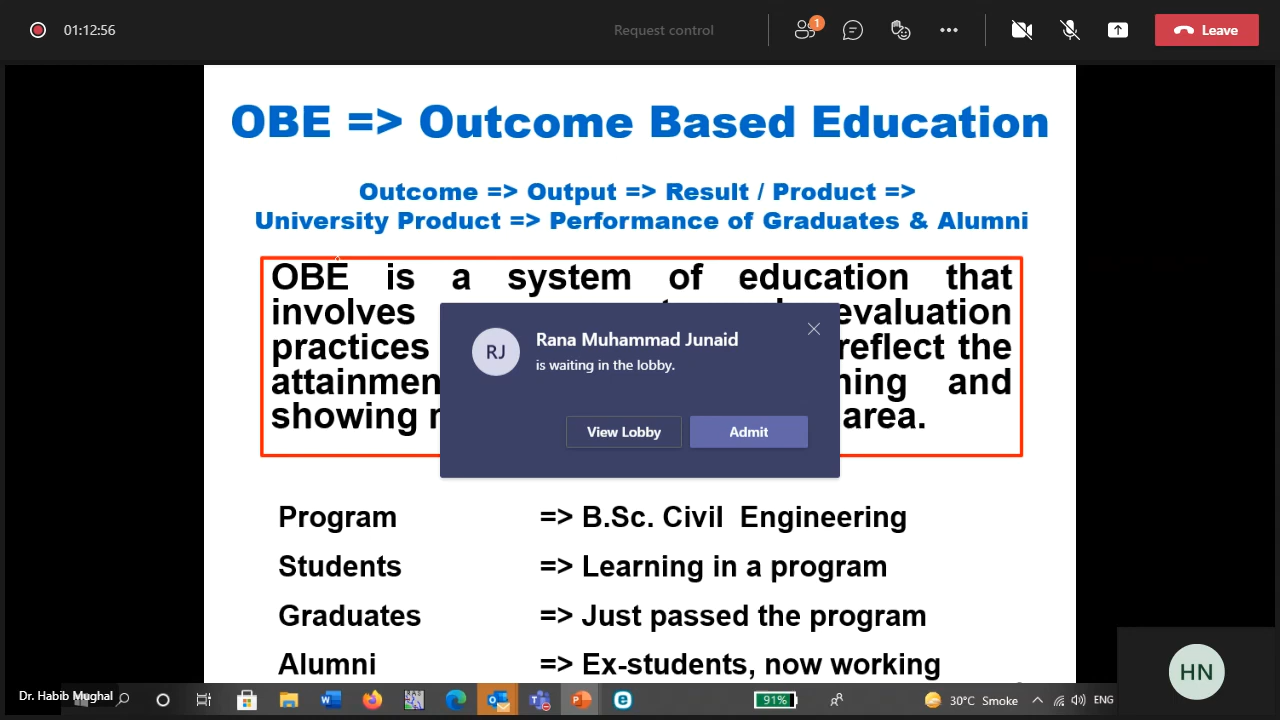 01:12:56
Request control
1
Leave
OBE => Outcome Based Education
Outcome => Output => Result / Product =>
University Product => Performance of Graduates & Alumni
OBE is a system of education that
involves evaluation
practices reflect the
showing area.
and
Rana Muhammad Junaid
RJ
is waiting in the lobby.
View Lobby Admit
Program => B.Sc. Civil Engineering
Students => Learning in a program
Graduates => Just passed the program
Alumni => Ex-students, now working
HN
Dr. Habib Mughal
91%
30°C Smoke
ENG